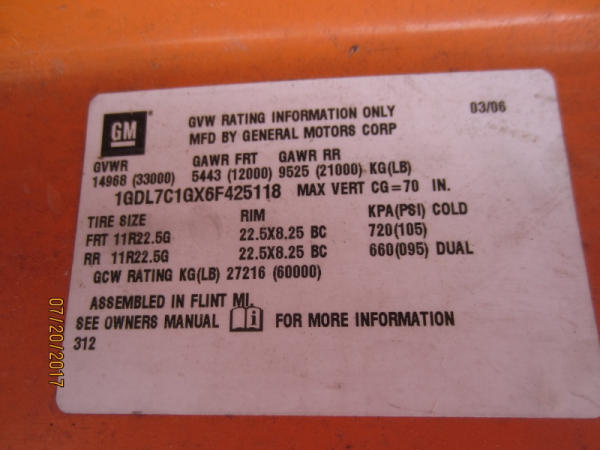 GM
GVW RATING INFORMATION ONLY 03/06
MFD BY GENERAL MOTORS CORP
GVWR GAWR FRT GAWR RR
14968 (33000) 5443 (12000) 9525 (21000) KG(LB)
1GDL7C1GX6F425118 MAX VERT CG=70 IN.
TIRE SIZE RIM KPA(PSI) COLD
FRT 11R22.5G 22.5X8.25 BC 720(105)
RR 11R22.5G 22.5X8.25 BC 660(095) DUAL
GCW RATING KG(LB) 27216 (60000)
ASSEMBLED IN FLINT MI.
SEE OWNERS MANUAL i FOR MORE INFORMATION
312
07/20/2017